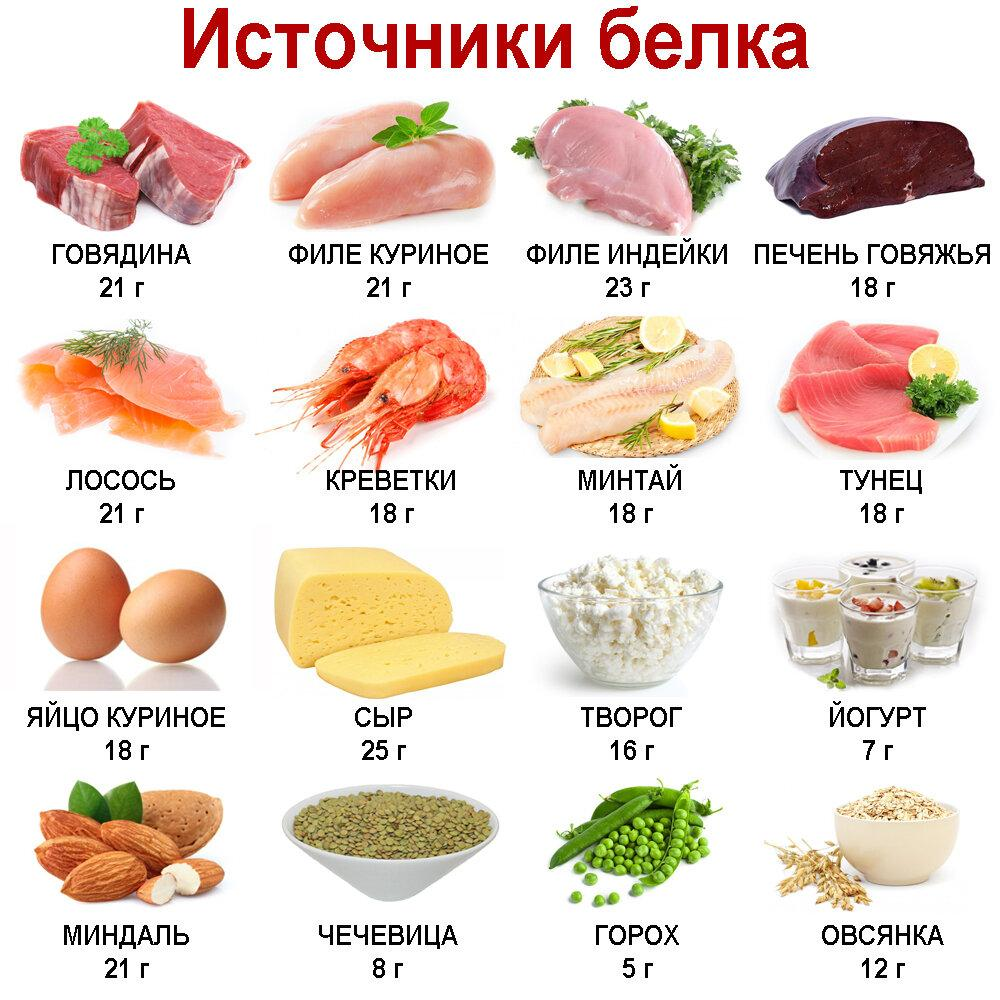 Источники белка
ГОВЯДИНА
21 г
ФИЛЕ КУРИНОЕ
21 г
ФИЛЕ ИНДЕЙКИ
23 г
ПЕЧЕНЬ ГОВЯЖЬЯ
18 г
ЛОСОСЬ
21 г
КРЕВЕТКИ
18 г
МИНТАЙ
18 г
ТУНЕЦ
18 г
ЯЙЦО КУРИНОЕ
18 г
СЫР
25 г
ТВОРОГ
16 г
ЙОГУРТ
7 г
МИНДАЛЬ
21 г
ЧЕЧЕВИЦА
8 г
ГОРОХ
5 г
ОВСЯНКА
12 г